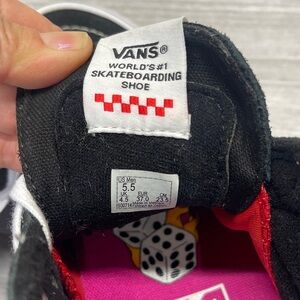 VANS®
WORLD'S #1
SKATEBOARDING
SHOE
US Men
5.5
UK EUR CM
4.5 37.0 23.5